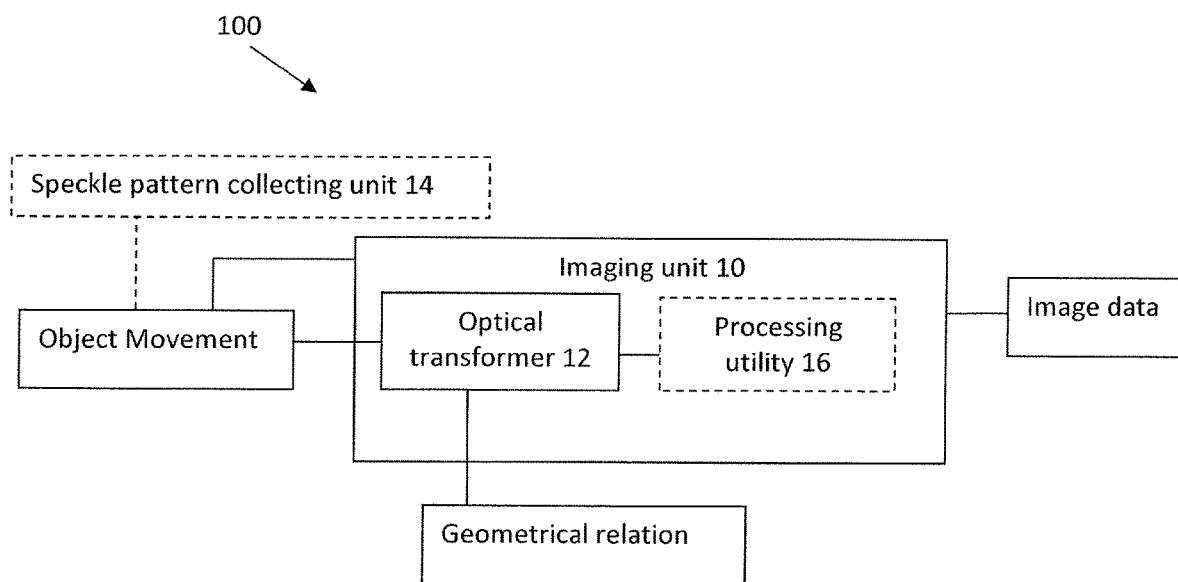 100
Speckle pattern collecting unit 14
Imaging unit 10
Object Movement
Optical
transformer 12
Processing
utility 16
Image data
Geometrical relation